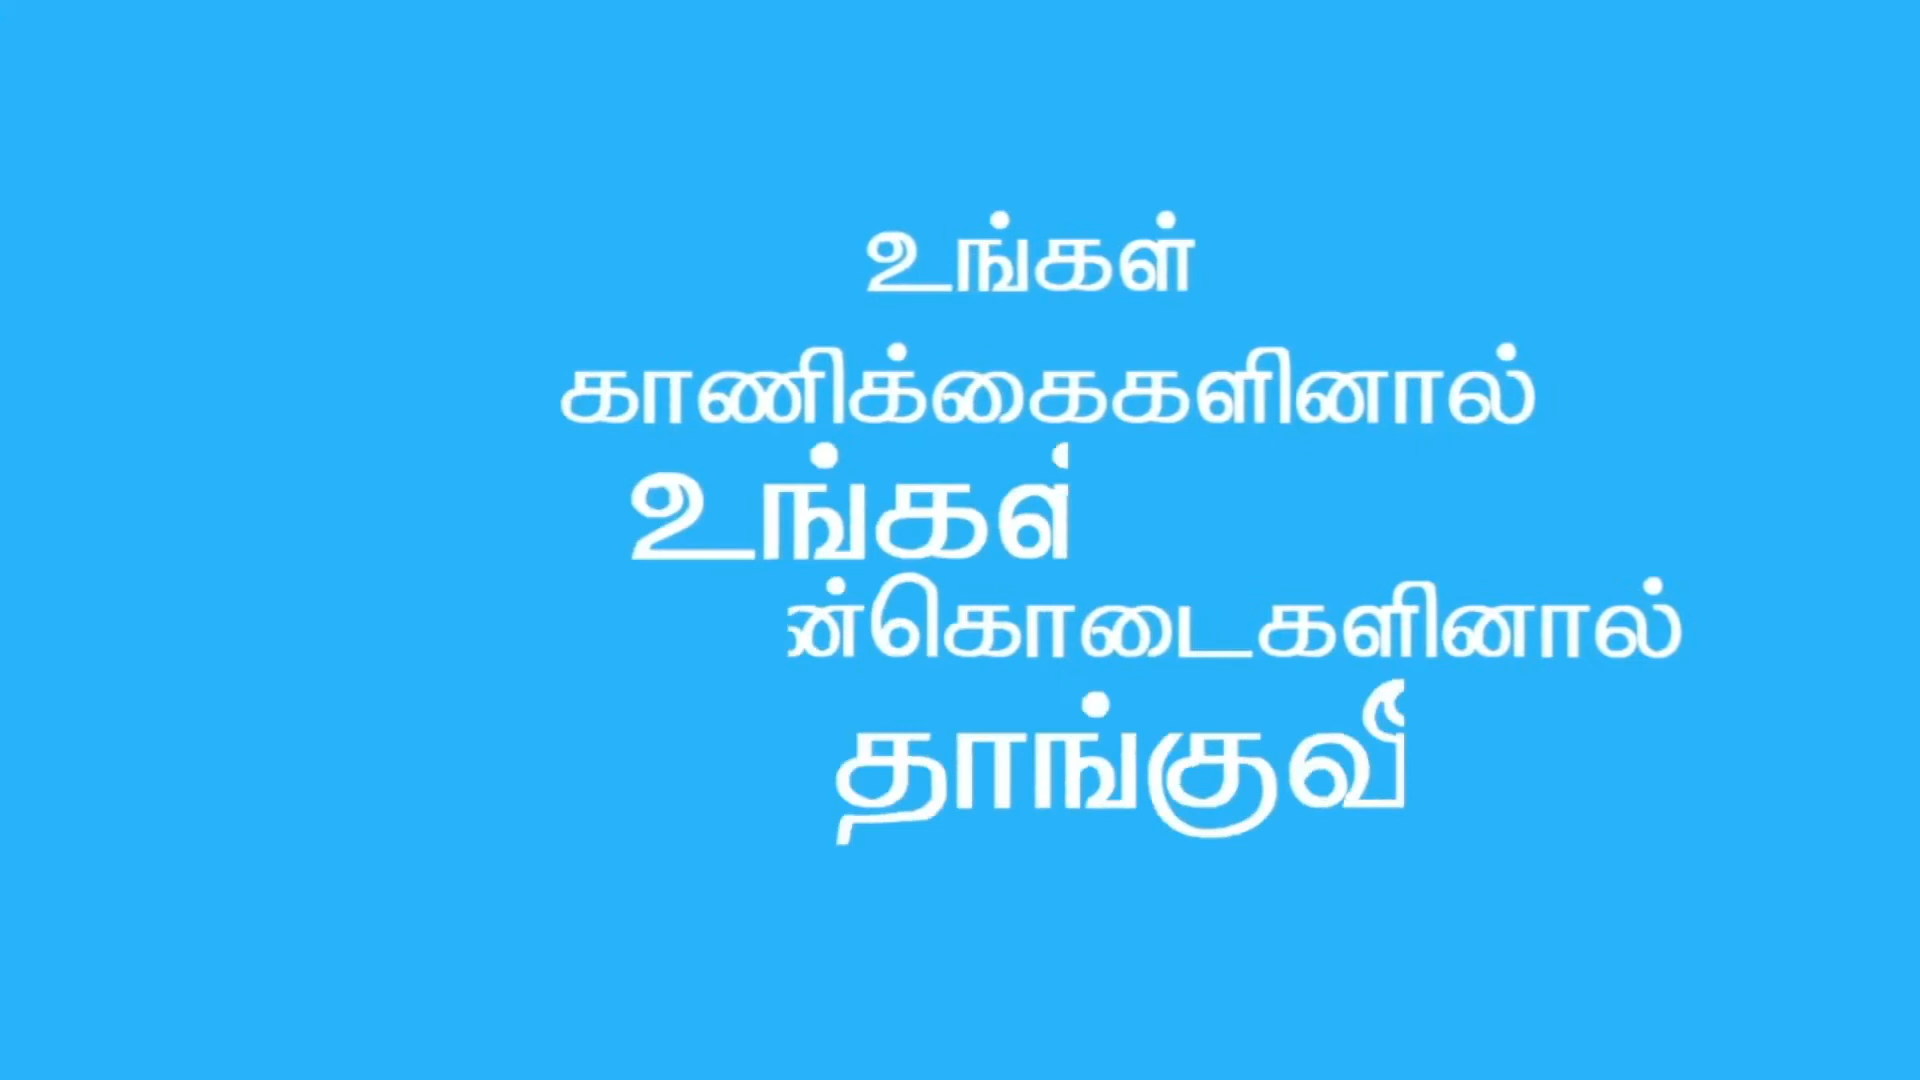 உங்கள்
காணிக்கைகளினால்
உங்கள்
ன்கொடைகளினால்
தாங்குவீ